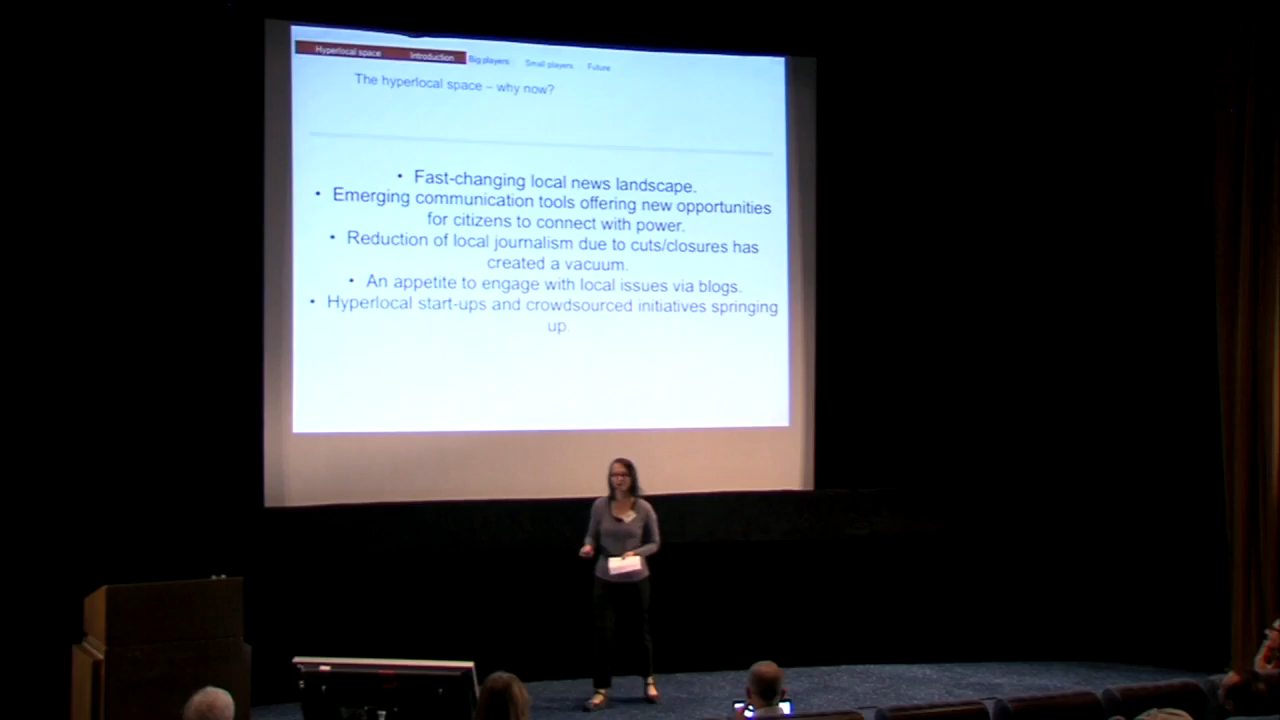 Hyperlocal space Introduction Big players Small players Future
The hyperlocal space – why now?
• Fast-changing local news landscape.
• Emerging communication tools offering new opportunities
for citizens to connect with power.
• Reduction of local journalism due to cuts/closures has
created a vacuum.
• An appetite to engage with local issues via blogs.
• Hyperlocal start-ups and crowdsourced initiatives springing
up.